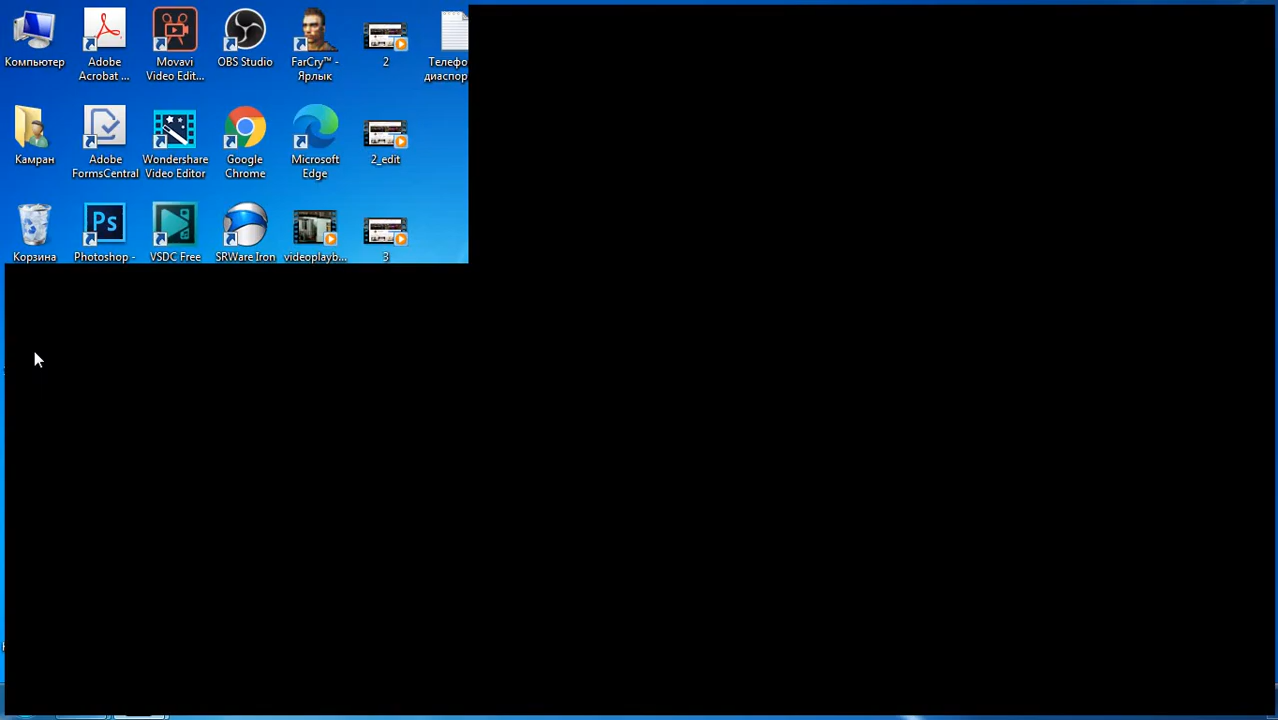 Компьютер
Adobe
Acrobat ...
Movavi
Video Edit...
OBS Studio
FarCry™ -
Ярлык
2
Телефо
диаспор
Камран
Adobe
FormsCentral
Wondershare
Video Editor
Google
Chrome
Microsoft
Edge
2_edit
Корзина
Ps
Photoshop -
VSDC Free
SRWare Iron
videoplayb...
3